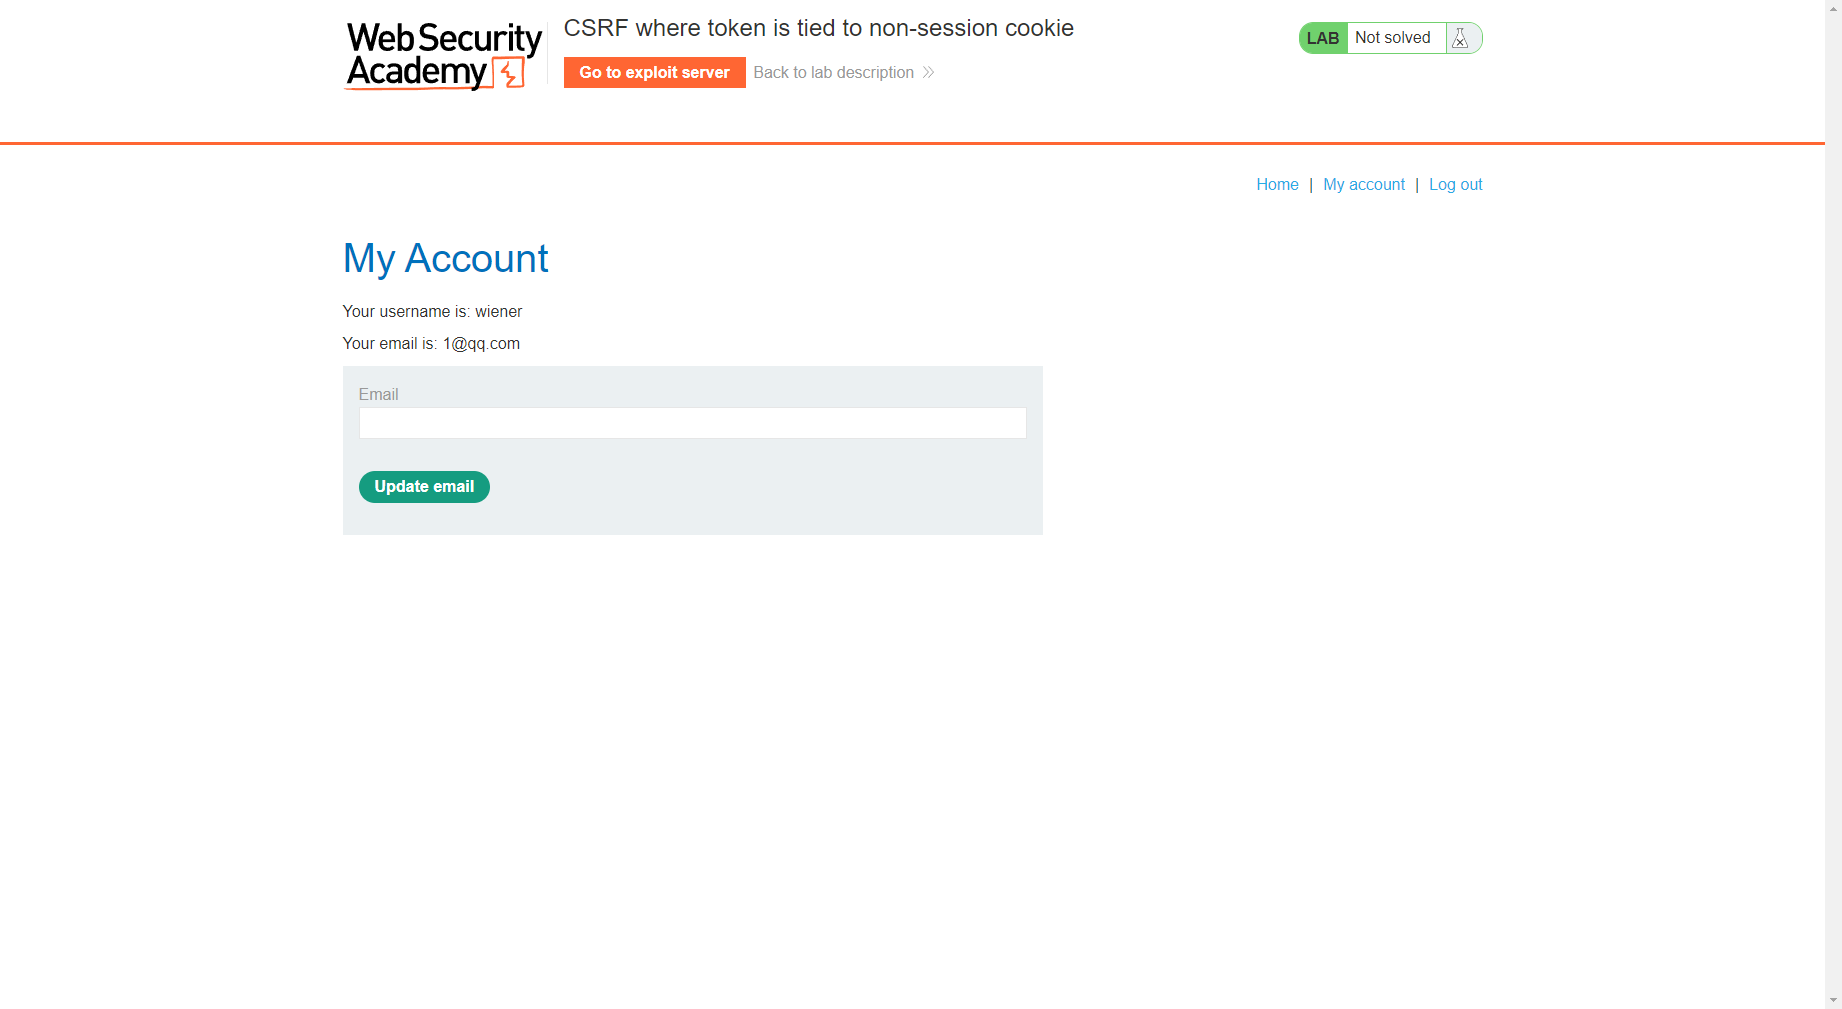 Web Security
Academy
CSRF where token is tied to non-session cookie
Go to exploit server
Back to lab description
LAB Not solved
Home | My account | Log out
My Account
Your username is: wiener
Your email is: 1@qq.com
Email
Update email